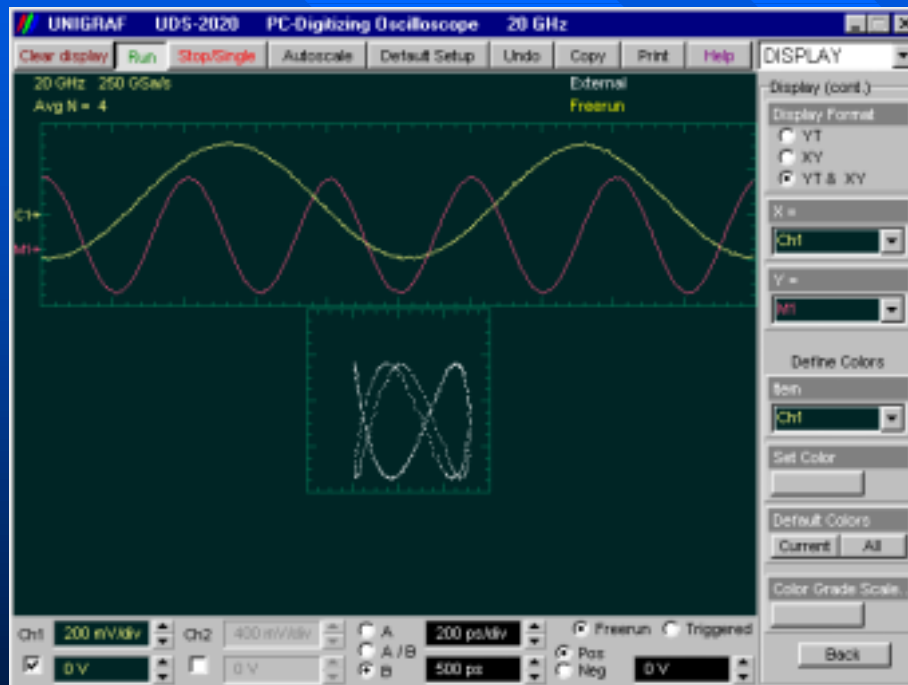 UNIGRAF UDS-2020 PC-Digitizing Oscilloscope 20 GHz
Clear display Run Stop/Single Autoscale Default Setup Undo Copy Print Help DISPLAY
20 GHz 250 GSa/s External
Avg N = 4 Freerun
Display (cont.)
Display Format
YT
XY
YT & XY
C1
M1
X =
Ch1
Y =
M1
Define Colors
Item
Ch1
Set Color
Default Colors
Current All
Color Grade Scale...
Ch1 200 mV/div Ch2 400 mV/div A 200 ps/div Freerun Triggered
A / B Pos
0 V 0 V B 500 ps Neg 0 V
Back